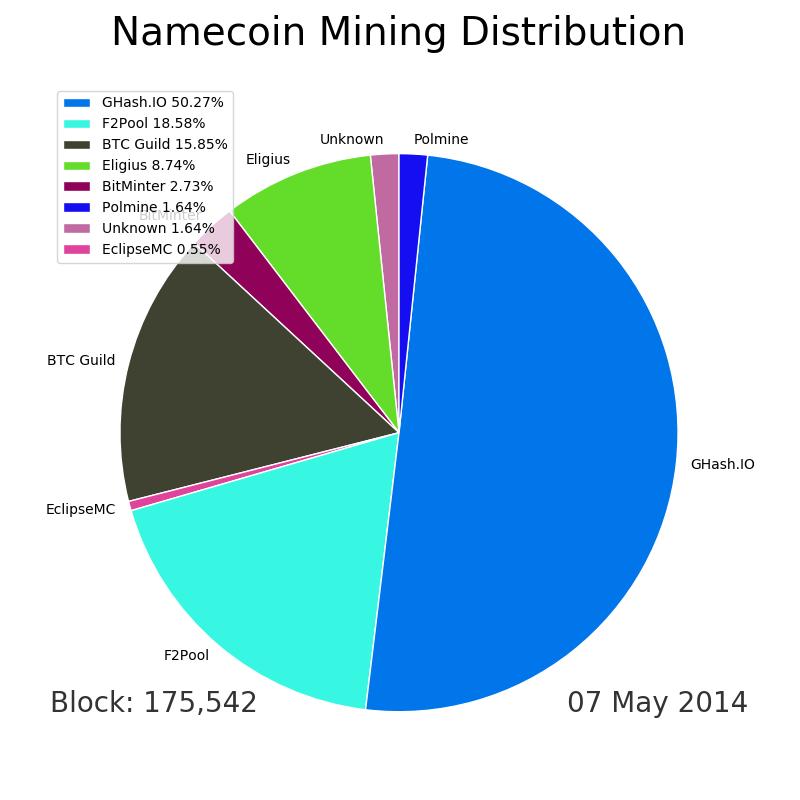 Namecoin Mining Distribution
GHash.IO 50.27%
F2Pool 18.58%
BTC Guild 15.85%
Eligius 8.74%
BitMinter 2.73%
Polmine 1.64%
Unknown 1.64%
EclipseMC 0.55%
Unknown
Polmine
Eligius
BitMinter
BTC Guild
GHash.IO
EclipseMC
F2Pool
Block: 175,542
07 May 2014